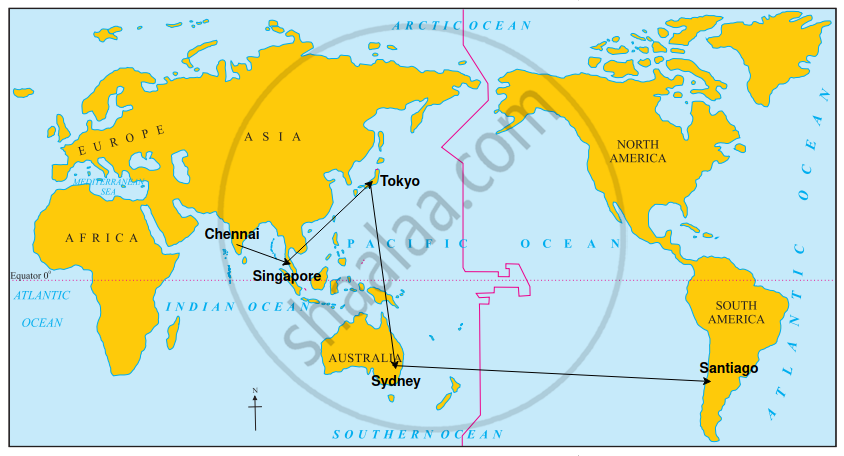 ARCTIC OCEAN
EUROPE
ASIA
NORTH
AMERICA
MEDITERRANEAN
SEA
Tokyo
AFRICA
Chennai
PACIFIC OCEAN
Singapore
Equator 0°
ATLANTIC
OCEAN
INDIAN OCEAN
SOUTH
AMERICA
AUSTRALIA
Sydney
Santiago
ATLANTIC OCEAN
N
SOUTHERN OCEAN
shaalaa.com